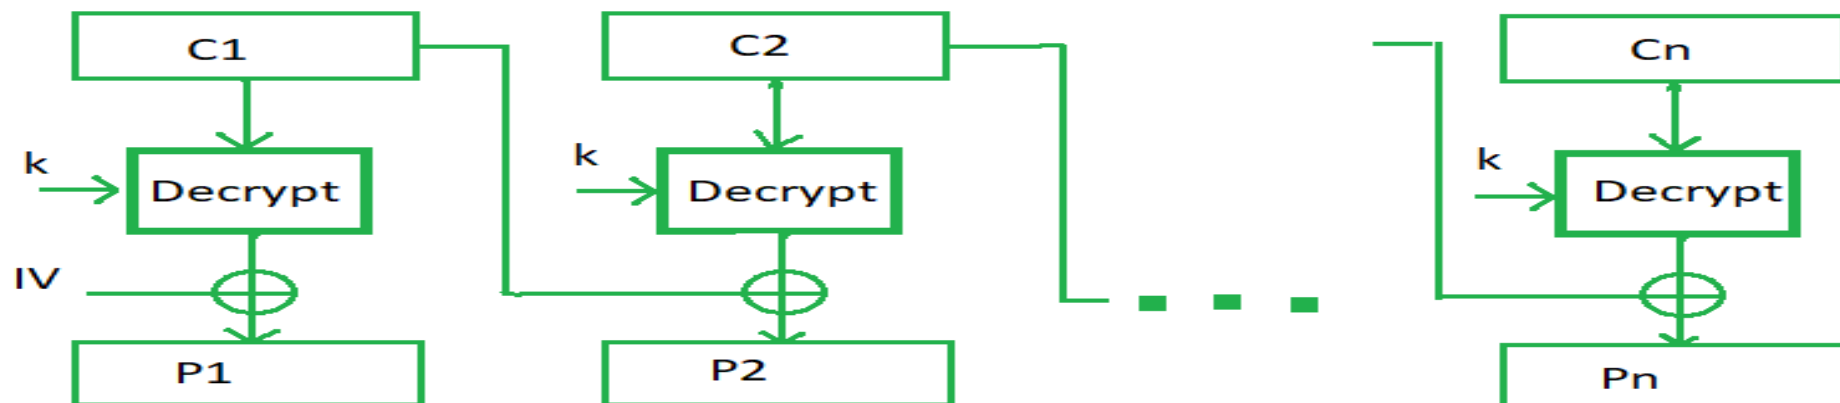 C1 C2 Cn
k Decrypt k Decrypt k Decrypt
IV
P1 P2 Pn